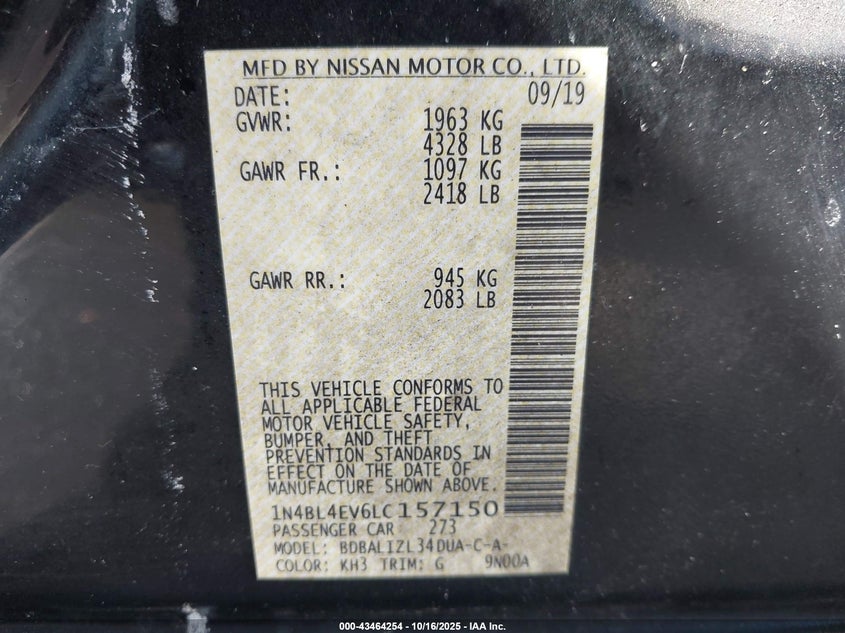 MFD BY NISSAN MOTOR CO., LTD.
DATE: 09/19
GVWR: 1963 KG
4328 LB
GAWR FR.: 1097 KG
2418 LB
GAWR RR.: 945 KG
2083 LB
THIS VEHICLE CONFORMS TO
ALL APPLICABLE FEDERAL
MOTOR VEHICLE SAFETY,
BUMPER, AND THEFT
PREVENTION STANDARDS IN
EFFECT ON THE DATE OF
MANUFACTURE SHOWN ABOVE.
1N4BL4EV6LC157150
PASSENGER CAR 273
MODEL: BDBALIZL34DUA-C-A-
COLOR: KH3 TRIM: G 9N00A
000-43464254 | 10/16/2025 - IAA Inc.